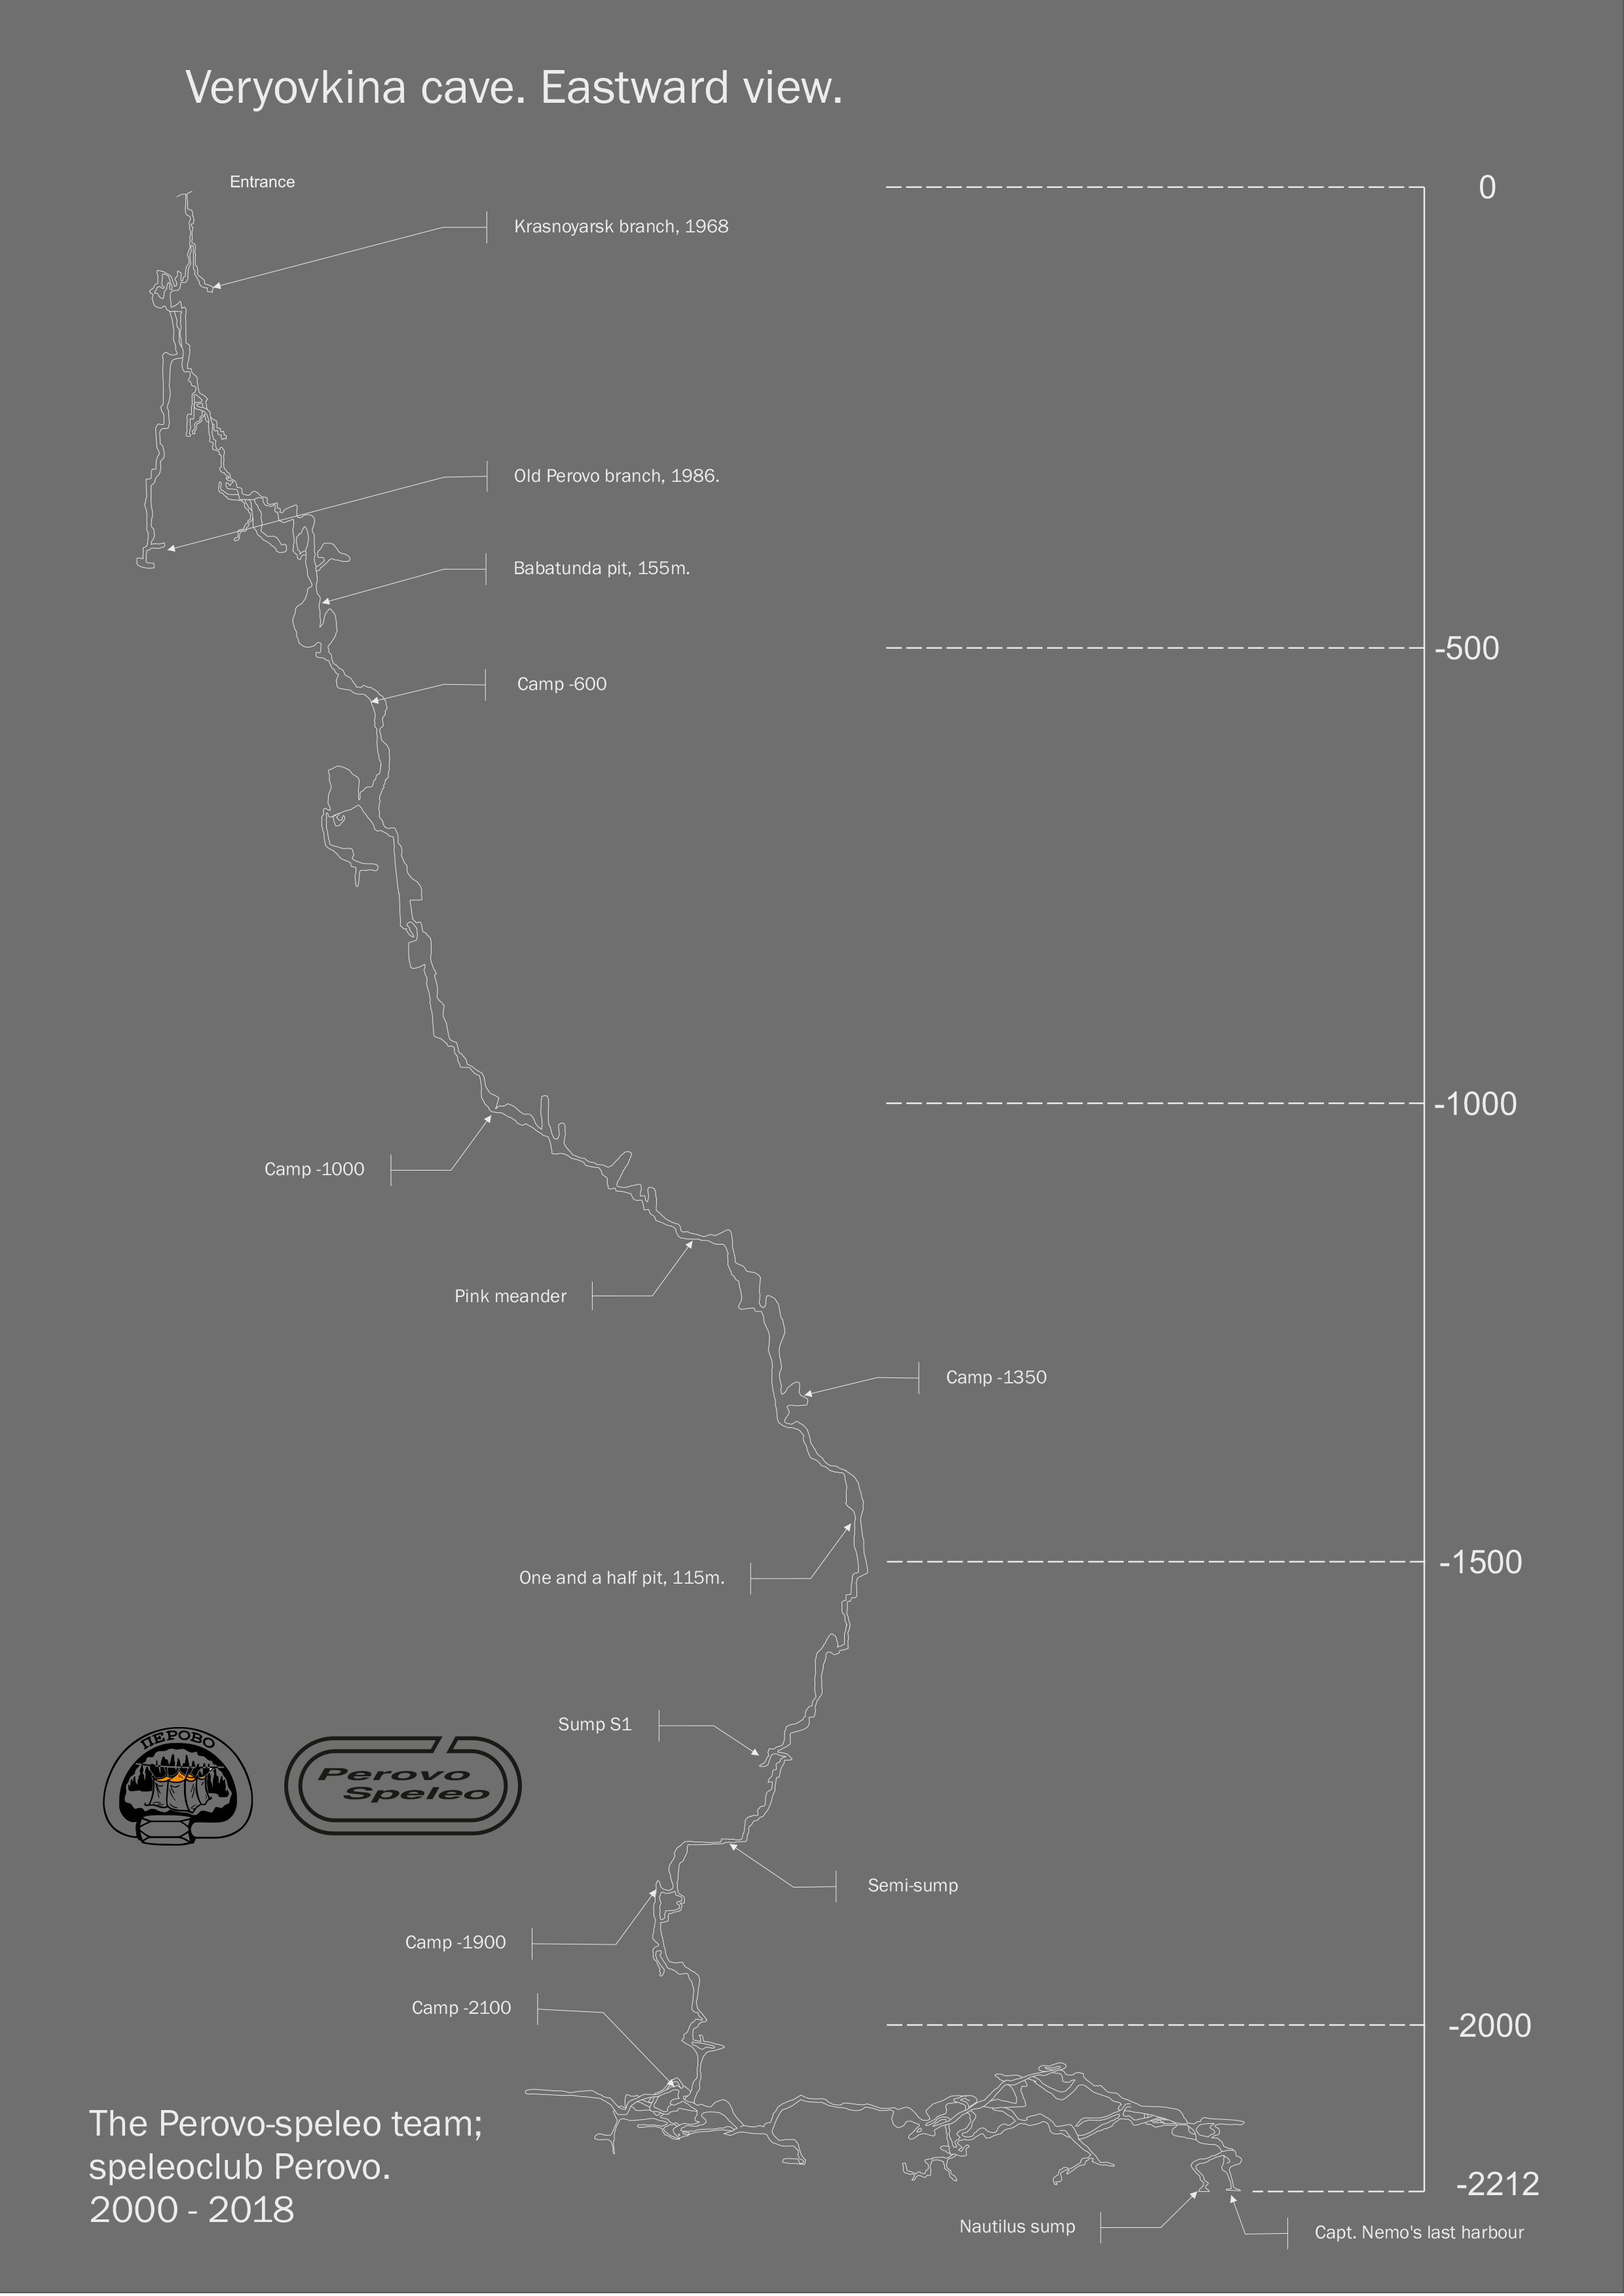 Veryovkina cave. Eastward view.
Entrance
0
Krasnoyarsk branch, 1968
Old Perovo branch, 1986.
Babatunda pit, 155m.
-500
Camp -600
-1000
Camp -1000
Pink meander
Camp -1350
-1500
One and a half pit, 115m.
Sump S1
ПЕРОВО
Perovo
Speleo
Semi-sump
Camp -1900
Camp -2100
-2000
The Perovo-speleo team;
speleoclub Perovo.
2000 - 2018
-2212
Nautilus sump
Capt. Nemo's last harbour